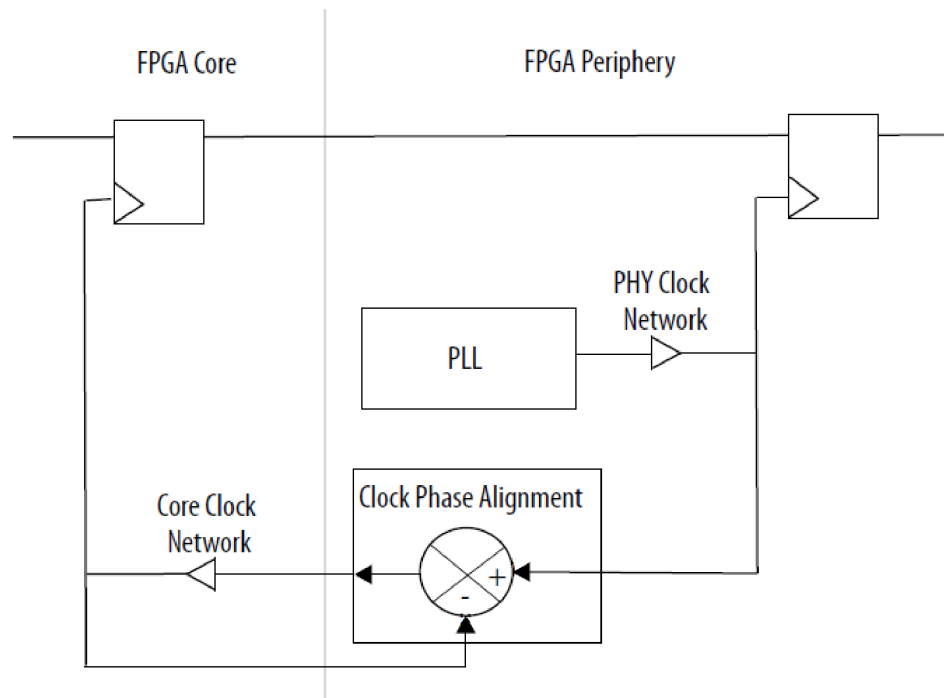 FPGA Core
FPGA Periphery
PHY Clock
Network
PLL
Clock Phase Alignment
Core Clock
Network
+
-